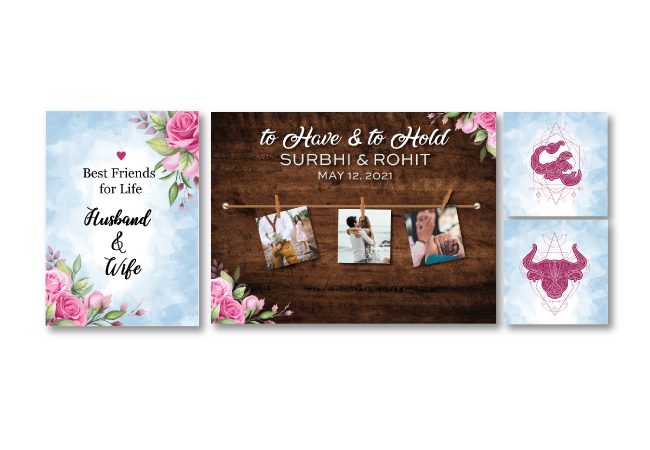 Best Friends
for Life
Husband
&
Wife
to Have & to Hold
SURBHI & ROHIT
MAY 12, 2021